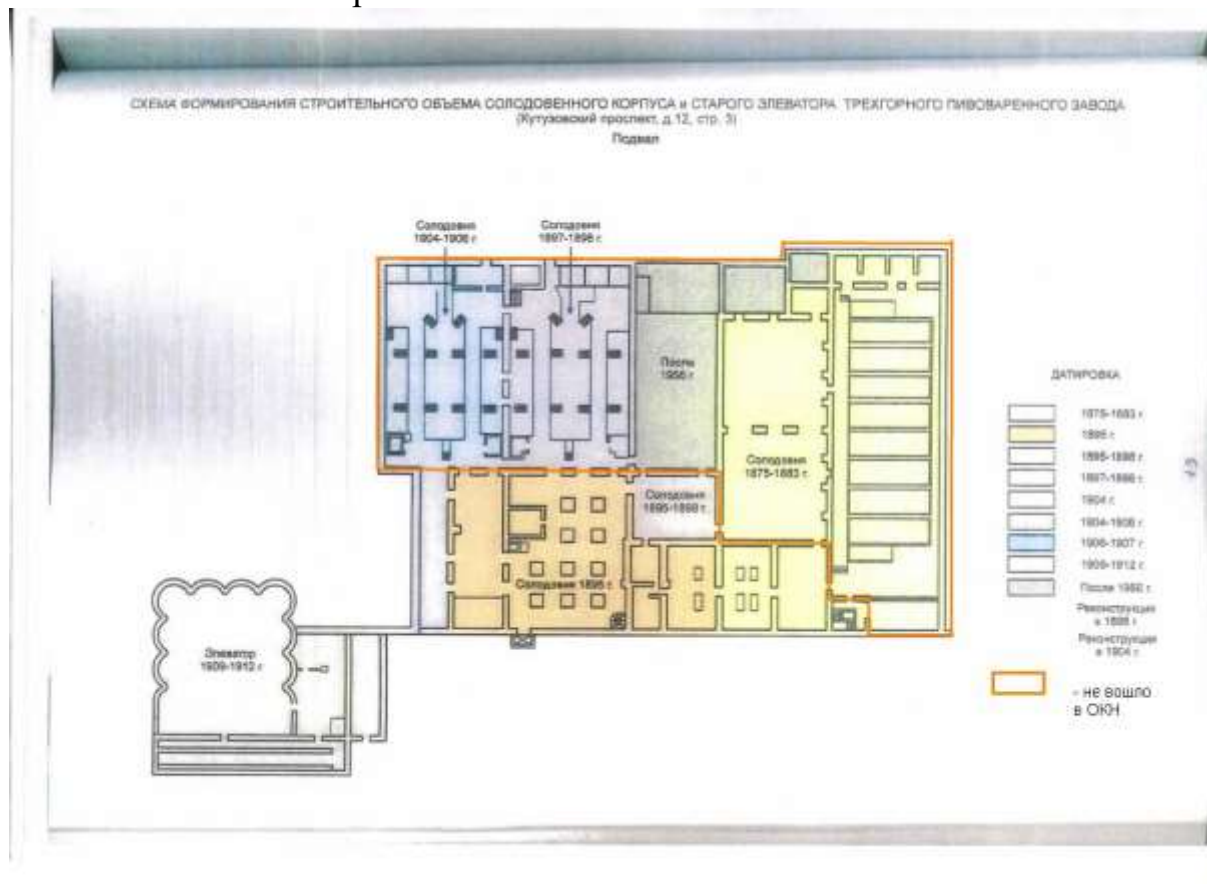 СХЕМА ФОРМИРОВАНИЯ СТРОИТЕЛЬНОГО ОБЪЕМА СОЛОДОВЕННОГО КОРПУСА и СТАРОГО ЭЛЕВАТОРА ТРЕХГОРНОГО ПИВОВАРЕННОГО ЗАВОДА
(Кутузовский проспект, д.12, стр. 3)
Подвал
Солодовня
1904-1906 г.
Солодовня
1897-1898 г.
После
Солодовня
1875-1883 г.
Солодовня
1895-1898 г.
Солодовня 1895 г.
Элеватор
1909-1912 г.
ДАТИРОВКА
1875-1883 г.
1895 г.
1895-1898 г.
1897-1898 г.
1904 г.
1904-1906 г.
1906-1907 г.
1909-1912 г.
После
Реконструкция
Реконструкция
в 1904 г.
- не вошло
в ОКН